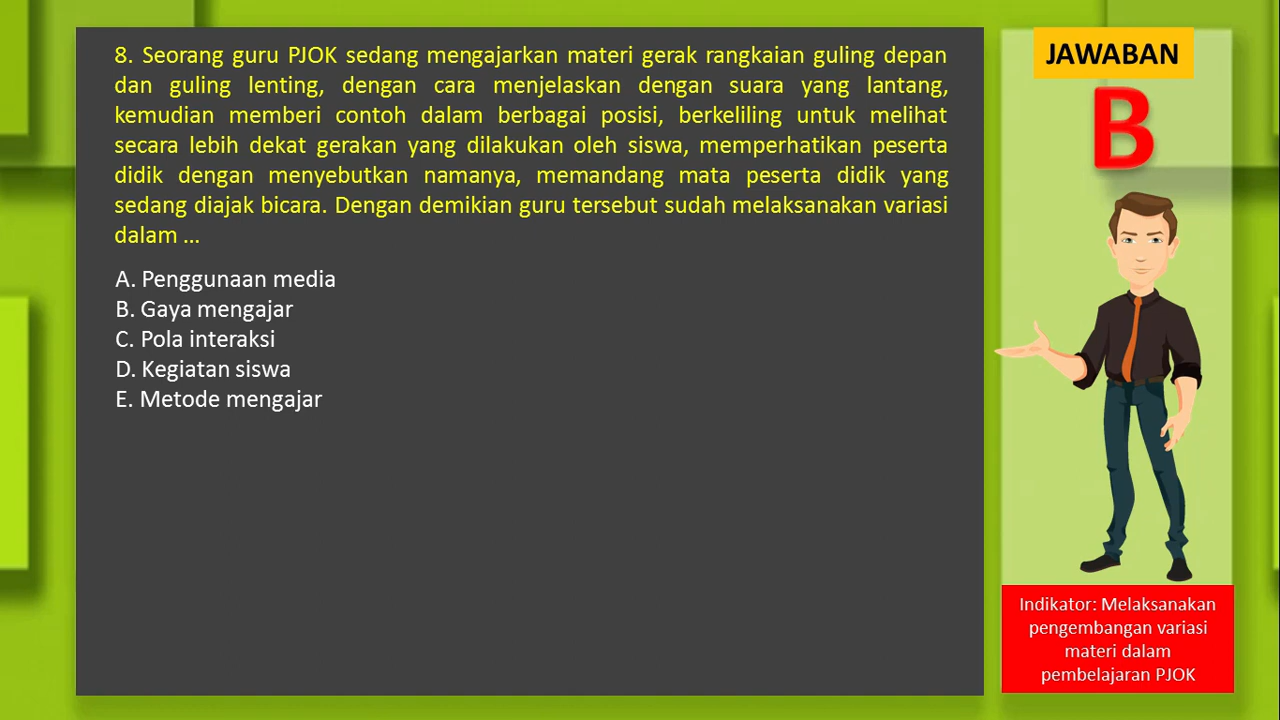 8. Seorang guru PJOK sedang mengajarkan materi gerak rangkaian guling depan
dan guling lenting, dengan cara menjelaskan dengan suara yang lantang,
kemudian memberi contoh dalam berbagai posisi, berkeliling untuk melihat
secara lebih dekat gerakan yang dilakukan oleh siswa, memperhatikan peserta
didik dengan menyebutkan namanya, memandang mata peserta didik yang
sedang diajak bicara. Dengan demikian guru tersebut sudah melaksanakan variasi
dalam ...
A. Penggunaan media
B. Gaya mengajar
C. Pola interaksi
D. Kegiatan siswa
E. Metode mengajar
JAWABAN
B
Indikator: Melaksanakan
pengembangan variasi
materi dalam
pembelajaran PJOK